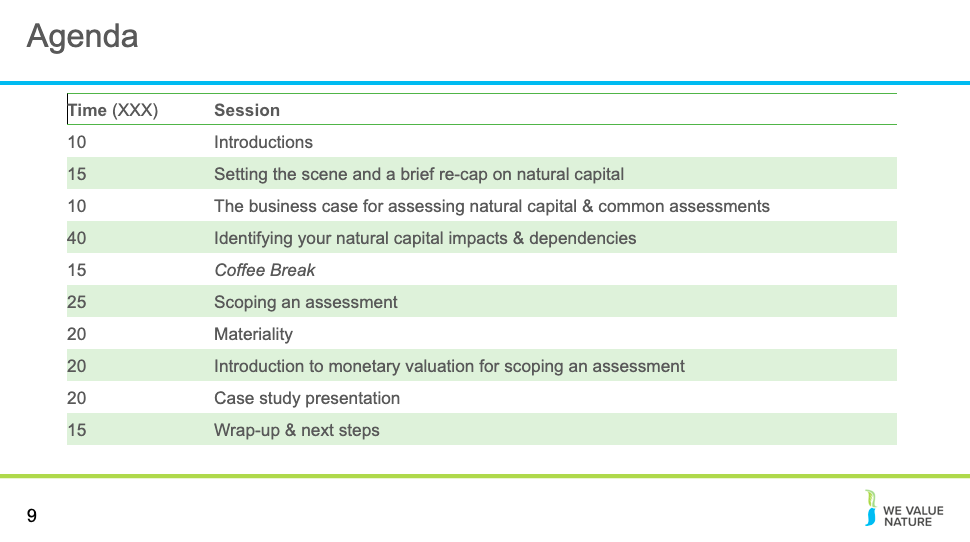 Agenda
Time (XXX) Session
10 Introductions
15 Setting the scene and a brief re-cap on natural capital
10 The business case for assessing natural capital & common assessments
40 Identifying your natural capital impacts & dependencies
15 Coffee Break
25 Scoping an assessment
20 Materiality
20 Introduction to monetary valuation for scoping an assessment
20 Case study presentation
15 Wrap-up & next steps
9
WE VALUE
NATURE